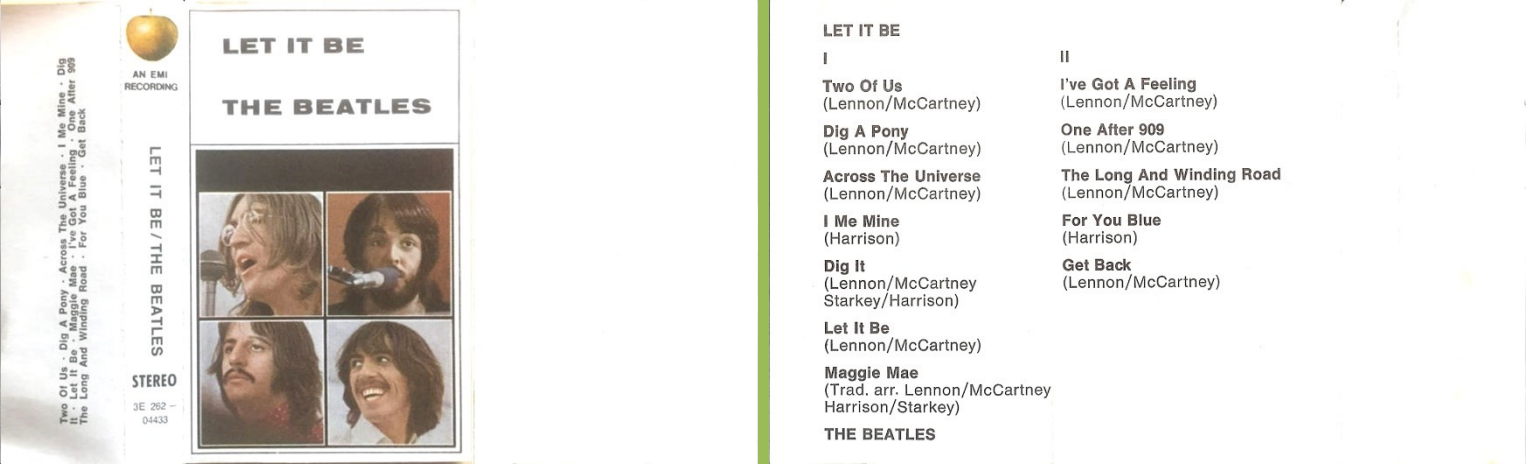 Two Of Us · Dig A Pony · Across The Universe · I Me Mine · Dig
It · Let It Be · Maggie Mae · I've Got A Feeling · One After 909
The Long And Winding Road · For You Blue · Get Back
AN EMI
RECORDING
LET IT BE/THE BEATLES
STEREO
3E 262 –
04433
LET IT BE
THE BEATLES
LET IT BE
I
Two Of Us
(Lennon/McCartney)
Dig A Pony
(Lennon/McCartney)
Across The Universe
(Lennon/McCartney)
I Me Mine
(Harrison)
Dig It
(Lennon/McCartney
Starkey/Harrison)
Let It Be
(Lennon/McCartney)
Maggie Mae
(Trad. arr. Lennon/McCartney
Harrison/Starkey)
THE BEATLES
II
I've Got A Feeling
(Lennon/McCartney)
One After 909
(Lennon/McCartney)
The Long And Winding Road
(Lennon/McCartney)
For You Blue
(Harrison)
Get Back
(Lennon/McCartney)